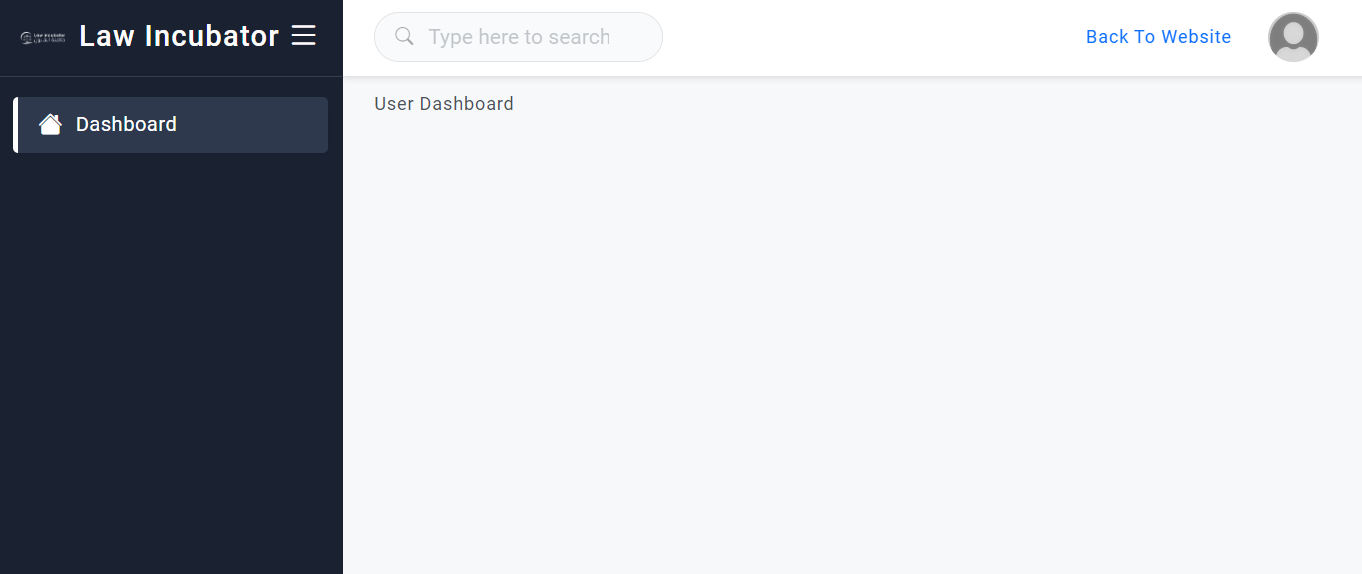 Law Incubator
Type here to search
Back To Website
Dashboard
User Dashboard